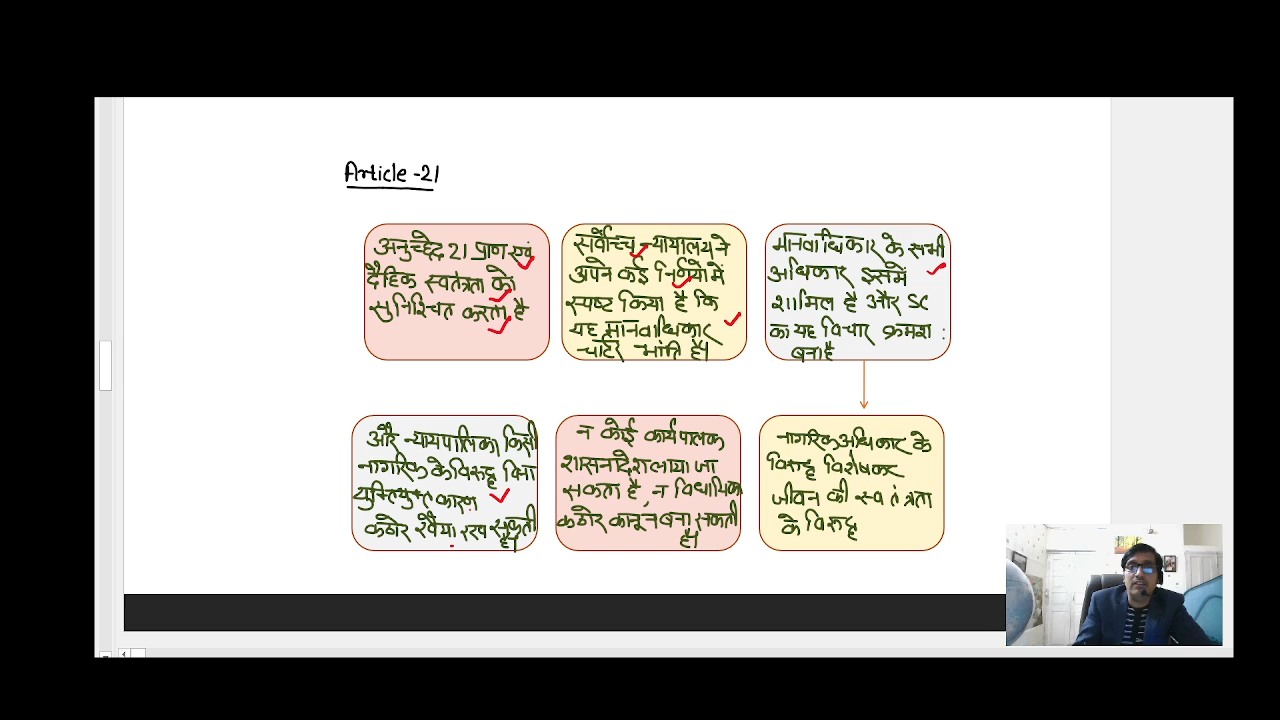 Article -21
अनुच्छेद 21 प्राण एवं
दैहिक स्वतंत्रता को
सुनिश्चित करता है
सर्वोच्च न्यायालय ने
अपने कई निर्णयो में
स्पष्ट किया है कि
यह मानवाधिकार
चार्टर भांति है।
मानवाधिकार के सभी
अधिकार इसमें
शामिल है और SC
का यह विचार क्रमश :
बना है
और न्यायपालिका किसी
नागरिक के विरुद्ध बिना
युक्तियुक्त कारण
कठोर रवैया रख सकती
है।
न कोई कार्यपालक
शासनादेश लाया जा
सकता है, न विधायिका
कठोर कानून बना सकती
है।
नागरिक अधिकार के
विरुद्ध विशेषकर
जीवन की स्वतंत्रता
के विरुद्ध